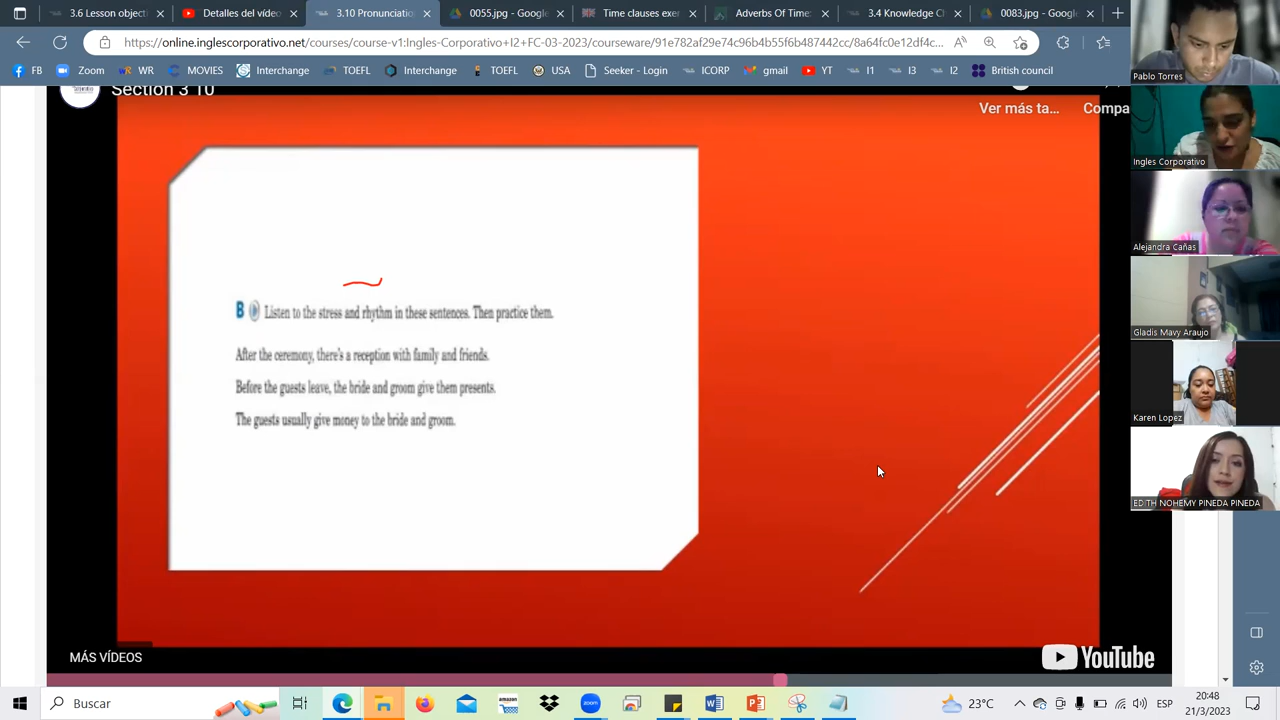 3.6 Lesson object
Detalles del víde
3.10 Pronunciation
0055.jpg - Google
Time clauses exer
Adverbs Of Time:
3.4 Knowledge Ch
0083.jpg - Google
https://online.inglescorporativo.net/courses/course-v1:Ingles-Corporativo+I2+FC-03-2023/courseware/91e782af29e74c96b4b55f6b487442cc/8a64fc0e12df4c...
FB
Zoom
WR
MOVIES
Interchange
TOEFL
Interchange
TOEFL
USA
Seeker - Login
ICORP
gmail
YT
I1
I3
I2
British council
Section 3 10
Ver más ta...
Compa
B Listen to the stress and rhythm in these sentences. Then practice them.
After the ceremony, there's a reception with family and friends.
Before the guests leave, the bride and groom give them presents.
The guests usually give money to the bride and groom.
MÁS VÍDEOS
YouTube
Pablo Torres
Ingles Corporativo
Alejandra Cañas
Gladis Mavy Araujo
Karen Lopez
EDITH NOHEMY PINEDA PINEDA
Buscar
23°C
ESP
20:48
21/3/2023